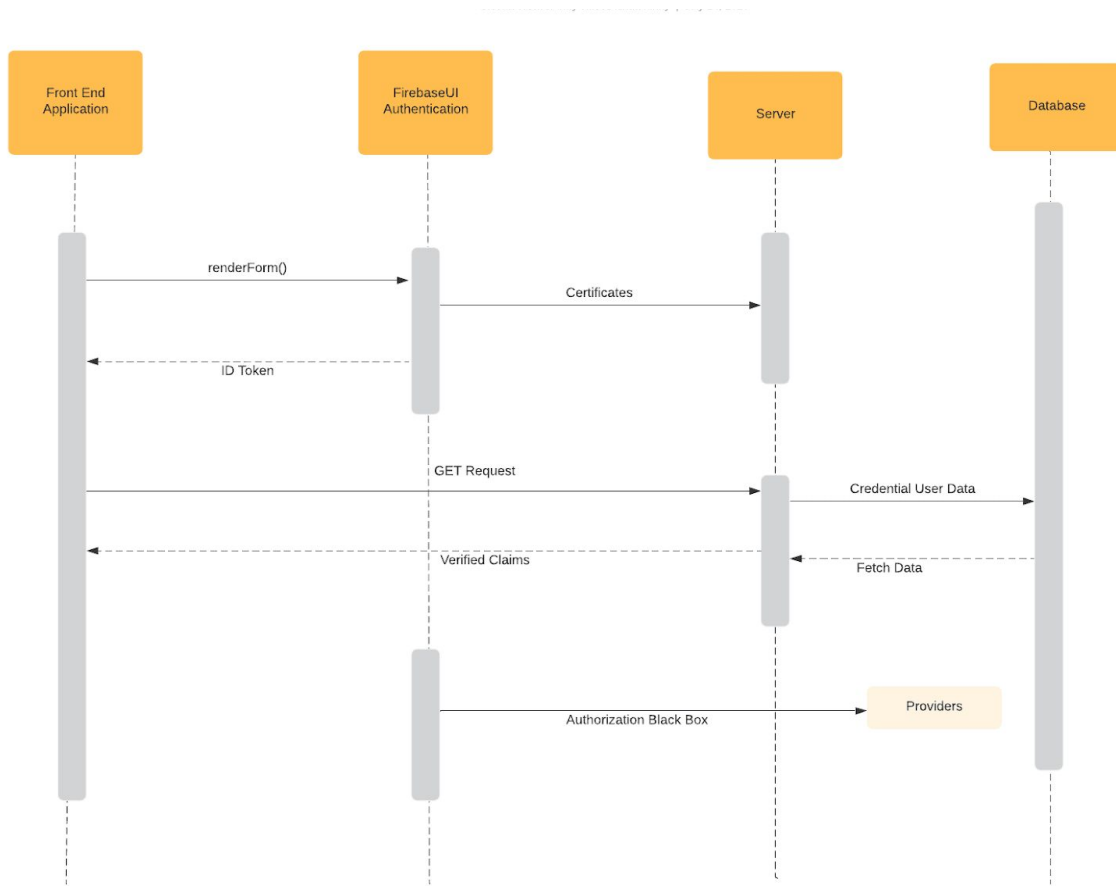 Front End
Application
FirebaseUI
Authentication
Server
Database
renderForm()
Certificates
ID Token
GET Request
Credential User Data
Verified Claims
Fetch Data
Providers
Authorization Black Box